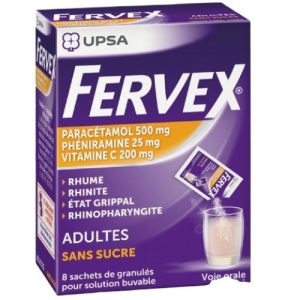 UPSA
FERVEX®
PARACÉTAMOL 500 mg
PHÉNIRAMINE 25 mg
VITAMINE C 200 mg
RHUME
RHINITE
ÉTAT GRIPPAL
RHINOPHARYNGITE
ADULTES
SANS SUCRE
8 sachets de granulés
pour solution buvable
Voie orale